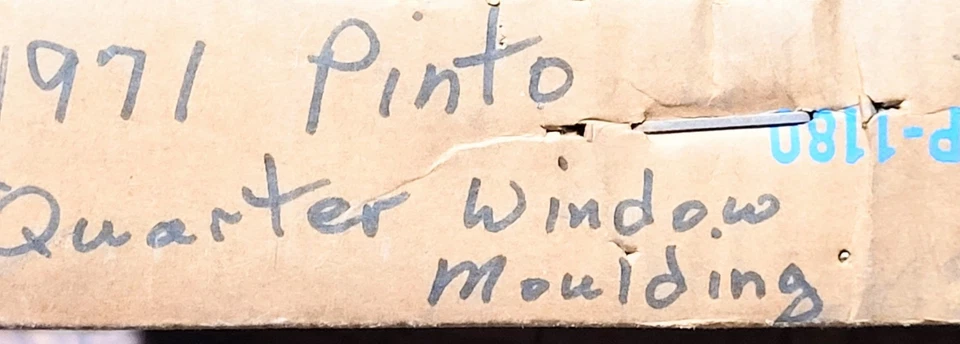 1971 Pinto
P-1180
Quarter Window
Moulding